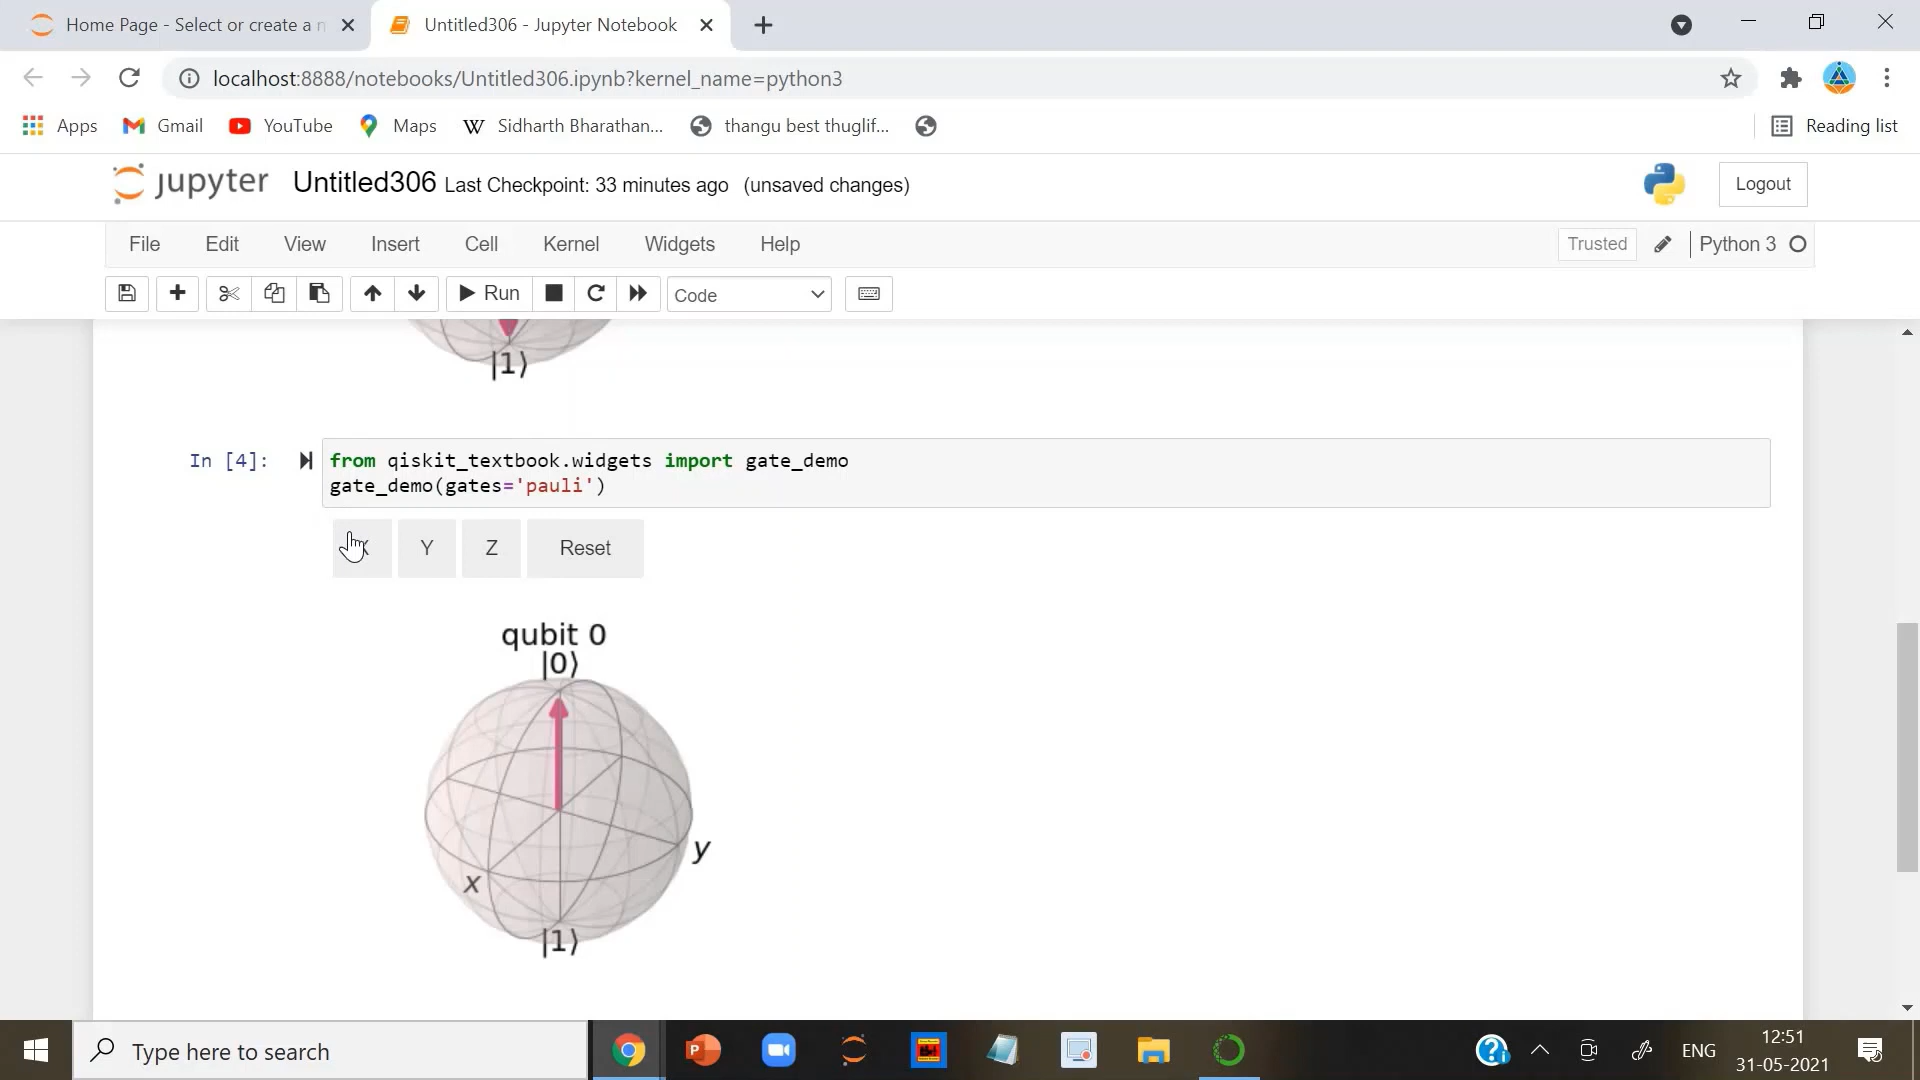 Home Page - Select or create a n
Untitled306 - Jupyter Notebook
localhost:8888/notebooks/Untitled306.ipynb?kernel_name=python3
Apps
Gmail
YouTube
Maps
W Sidharth Bharathan...
thangu best thuglif...
Reading list
jupyter Untitled306 Last Checkpoint: 33 minutes ago (unsaved changes)
Logout
File Edit View Insert Cell Kernel Widgets Help
Trusted
Python 3
Run
Code
|1⟩
In [4]:
from qiskit_textbook.widgets import gate_demo
gate_demo(gates='pauli')
X Y Z Reset
qubit 0
|0⟩
y
x
|1⟩
Type here to search
ENG
12:51
31-05-2021